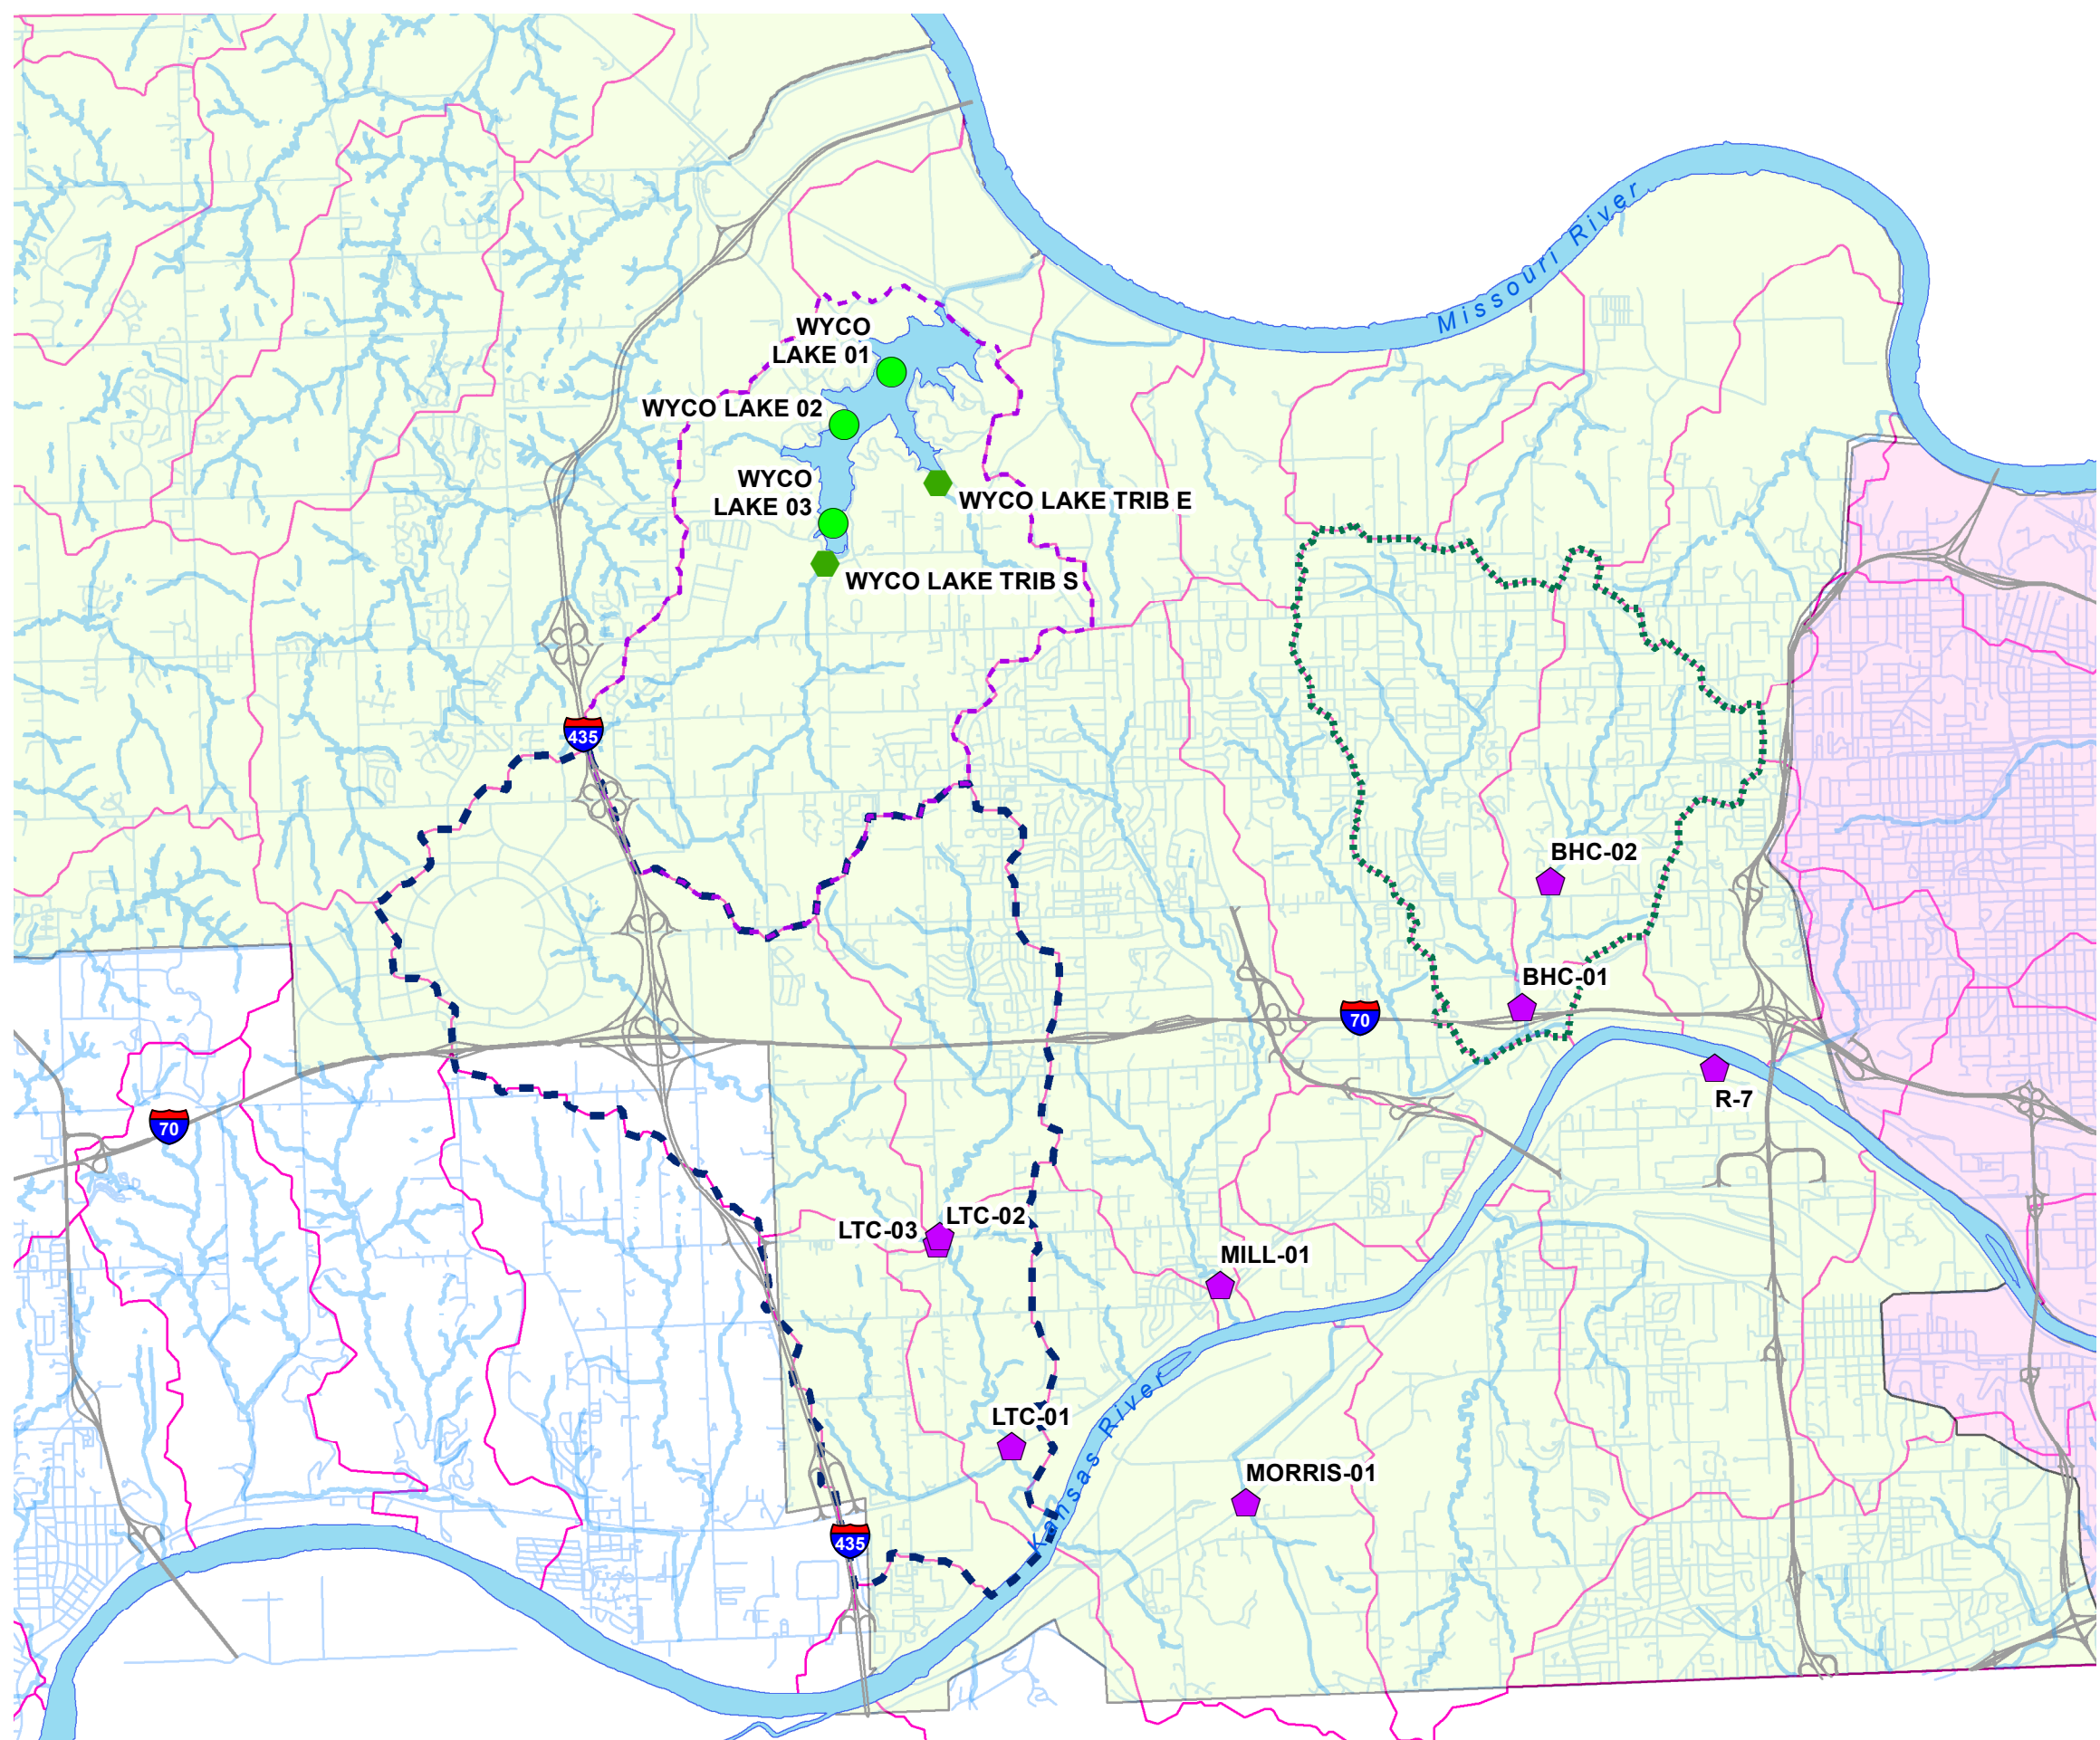 Missouri River
WYCO
LAKE 01
WYCO LAKE 02
WYCO
LAKE 03
WYCO LAKE TRIB E
WYCO LAKE TRIB S
435
BHC-02
BHC-01
70
R-7
70
LTC-02
LTC-03
MILL-01
LTC-01
Kansas River
MORRIS-01
435